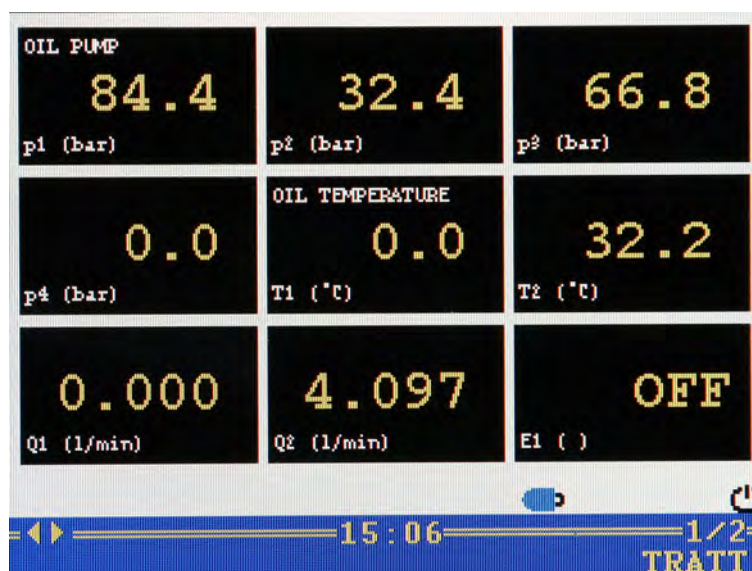 OIL PUMP
84.4
p1 (bar)
32.4
p2 (bar)
66.8
p3 (bar)
0.0
p4 (bar)
OIL TEMPERATURE
0.0
T1 (°C)
32.2
T2 (°C)
0.000
Q1 (l/min)
4.097
Q2 (l/min)
OFF
E1 ( )
15:06
1/2
TRATT